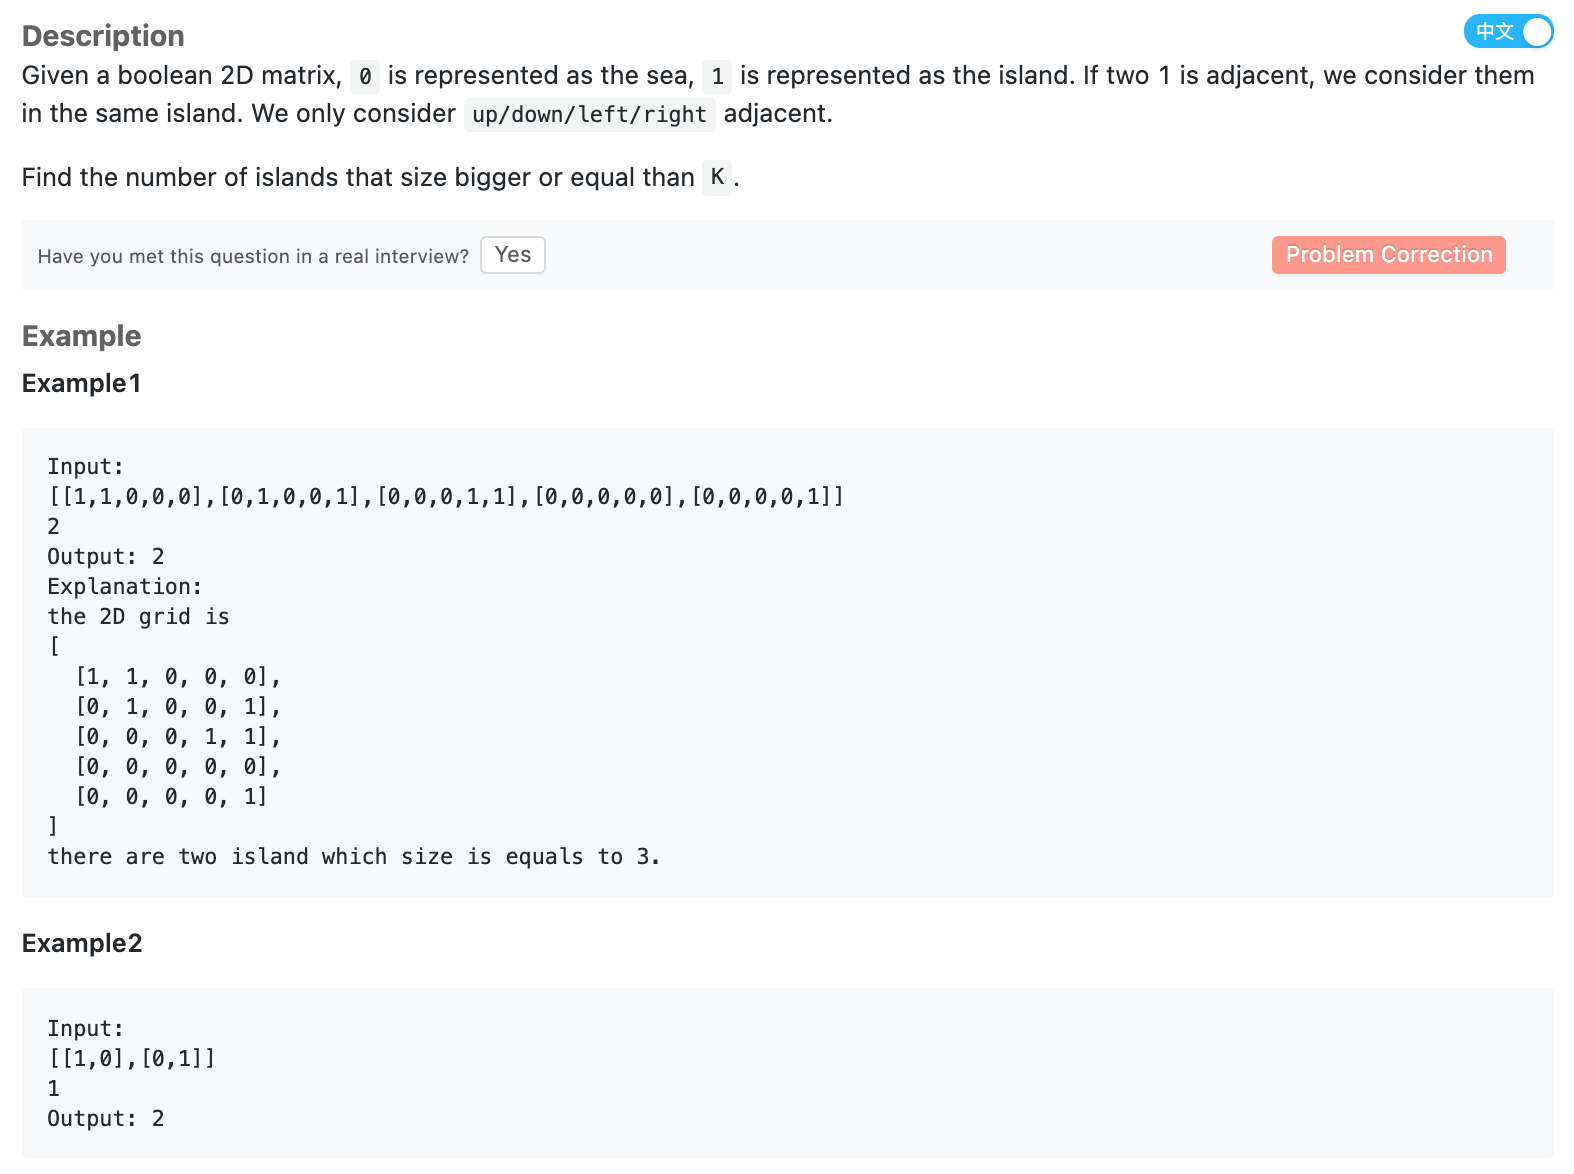 Description
中文
Given a boolean 2D matrix, 0 is represented as the sea, 1 is represented as the island. If two 1 is adjacent, we consider them
in the same island. We only consider up/down/left/right adjacent.
Find the number of islands that size bigger or equal than K.
Have you met this question in a real interview? Yes
Problem Correction
Example
Example1
Input:
[[1,1,0,0,0],[0,1,0,0,1],[0,0,0,1,1],[0,0,0,0,0],[0,0,0,0,1]]
2
Output: 2
Explanation:
the 2D grid is
[
  [1, 1, 0, 0, 0],
  [0, 1, 0, 0, 1],
  [0, 0, 0, 1, 1],
  [0, 0, 0, 0, 0],
  [0, 0, 0, 0, 1]
]
there are two island which size is equals to 3.
Example2
Input:
[[1,0],[0,1]]
1
Output: 2